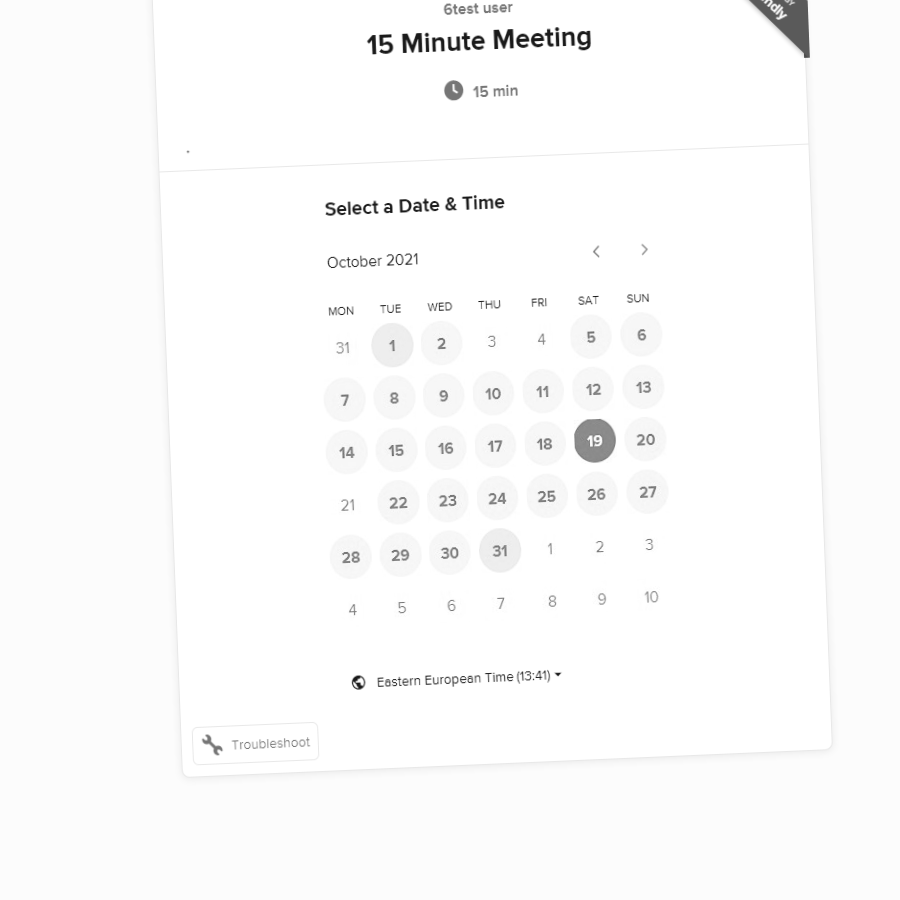 6test user
15 Minute Meeting
15 min
Select a Date & Time
October 2021
MON TUE WED THU FRI SAT SUN
31 1 2 3 4 5 6
7 8 9 10 11 12 13
14 15 16 17 18 19 20
21 22 23 24 25 26 27
28 29 30 31 1 2 3
4 5 6 7 8 9 10
Eastern European Time (13:41)
Troubleshoot